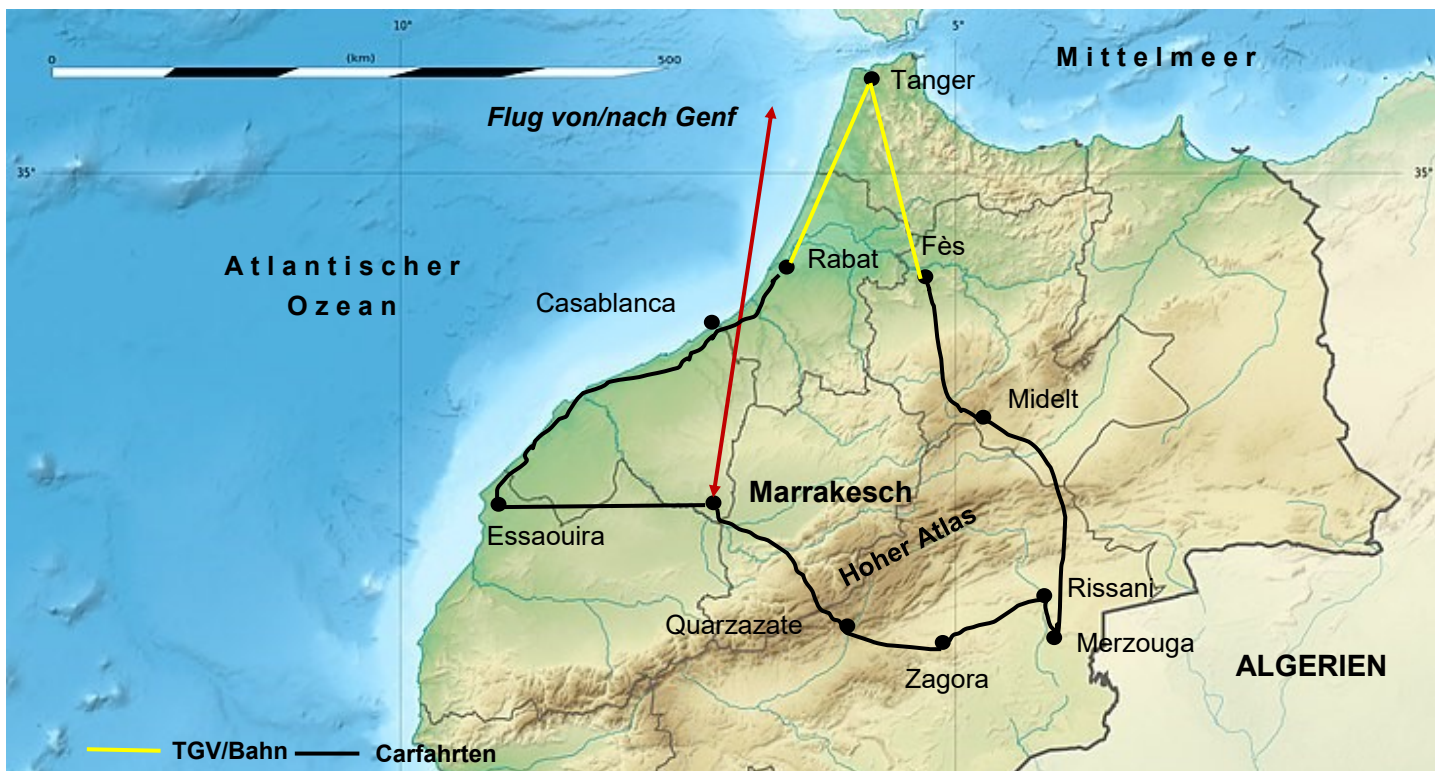 10°
5°
0 (km) 500
Mittelmeer
Tanger
Flug von/nach Genf
35°
35°
Atlantischer
Ozean
Rabat
Fès
Casablanca
Midelt
Marrakesch
Essaouira
Hoher Atlas
Rissani
Quarzazate
Merzouga
Zagora
ALGERIEN
TGV/Bahn Carfahrten